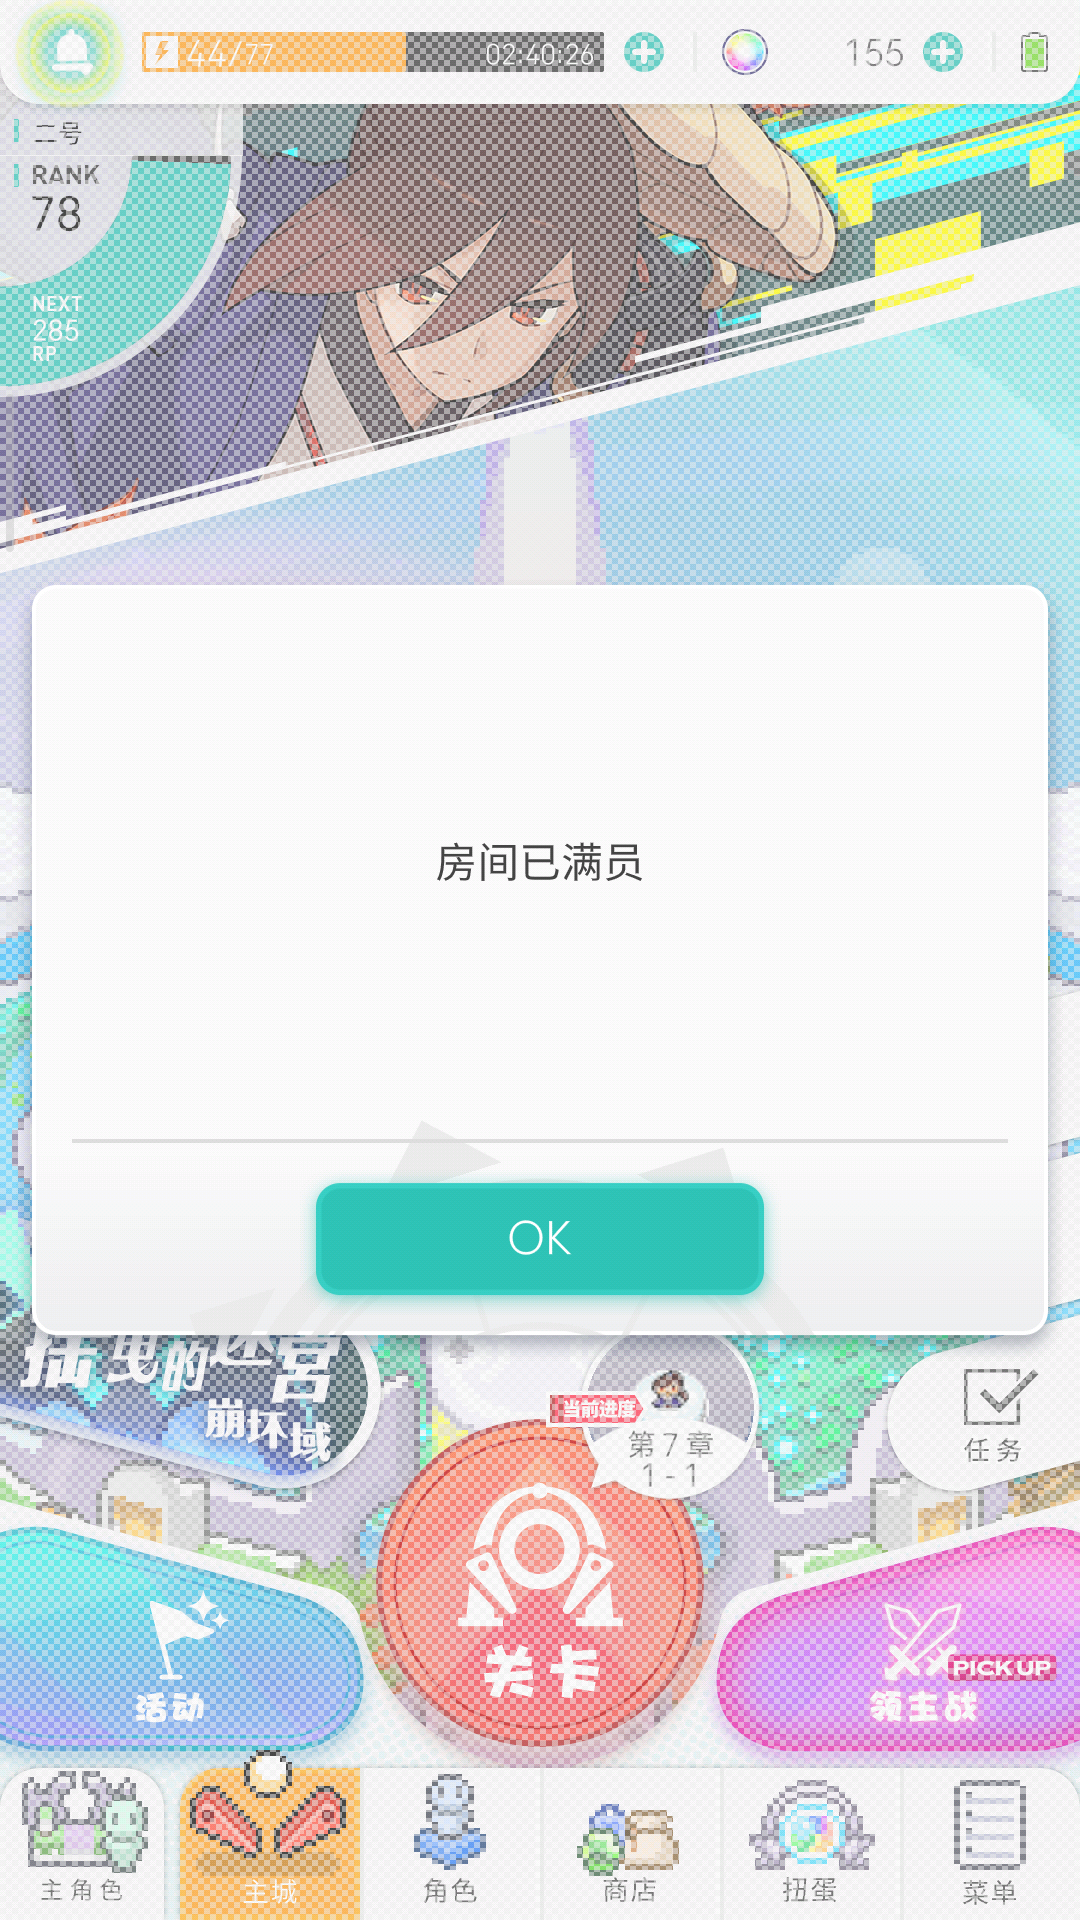 44/77 02:40:26 155
二号
RANK
78
NEXT
285
RP
房间已满员
OK
摇曳的迷宫
崩坏域
当前进度
第7章
1-1
任务
关卡
活动
PICK UP
领主战
主角色
主城
角色
商店
扭蛋
菜单